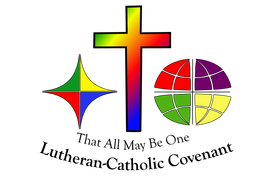 That All May Be One
Lutheran-Catholic Covenant